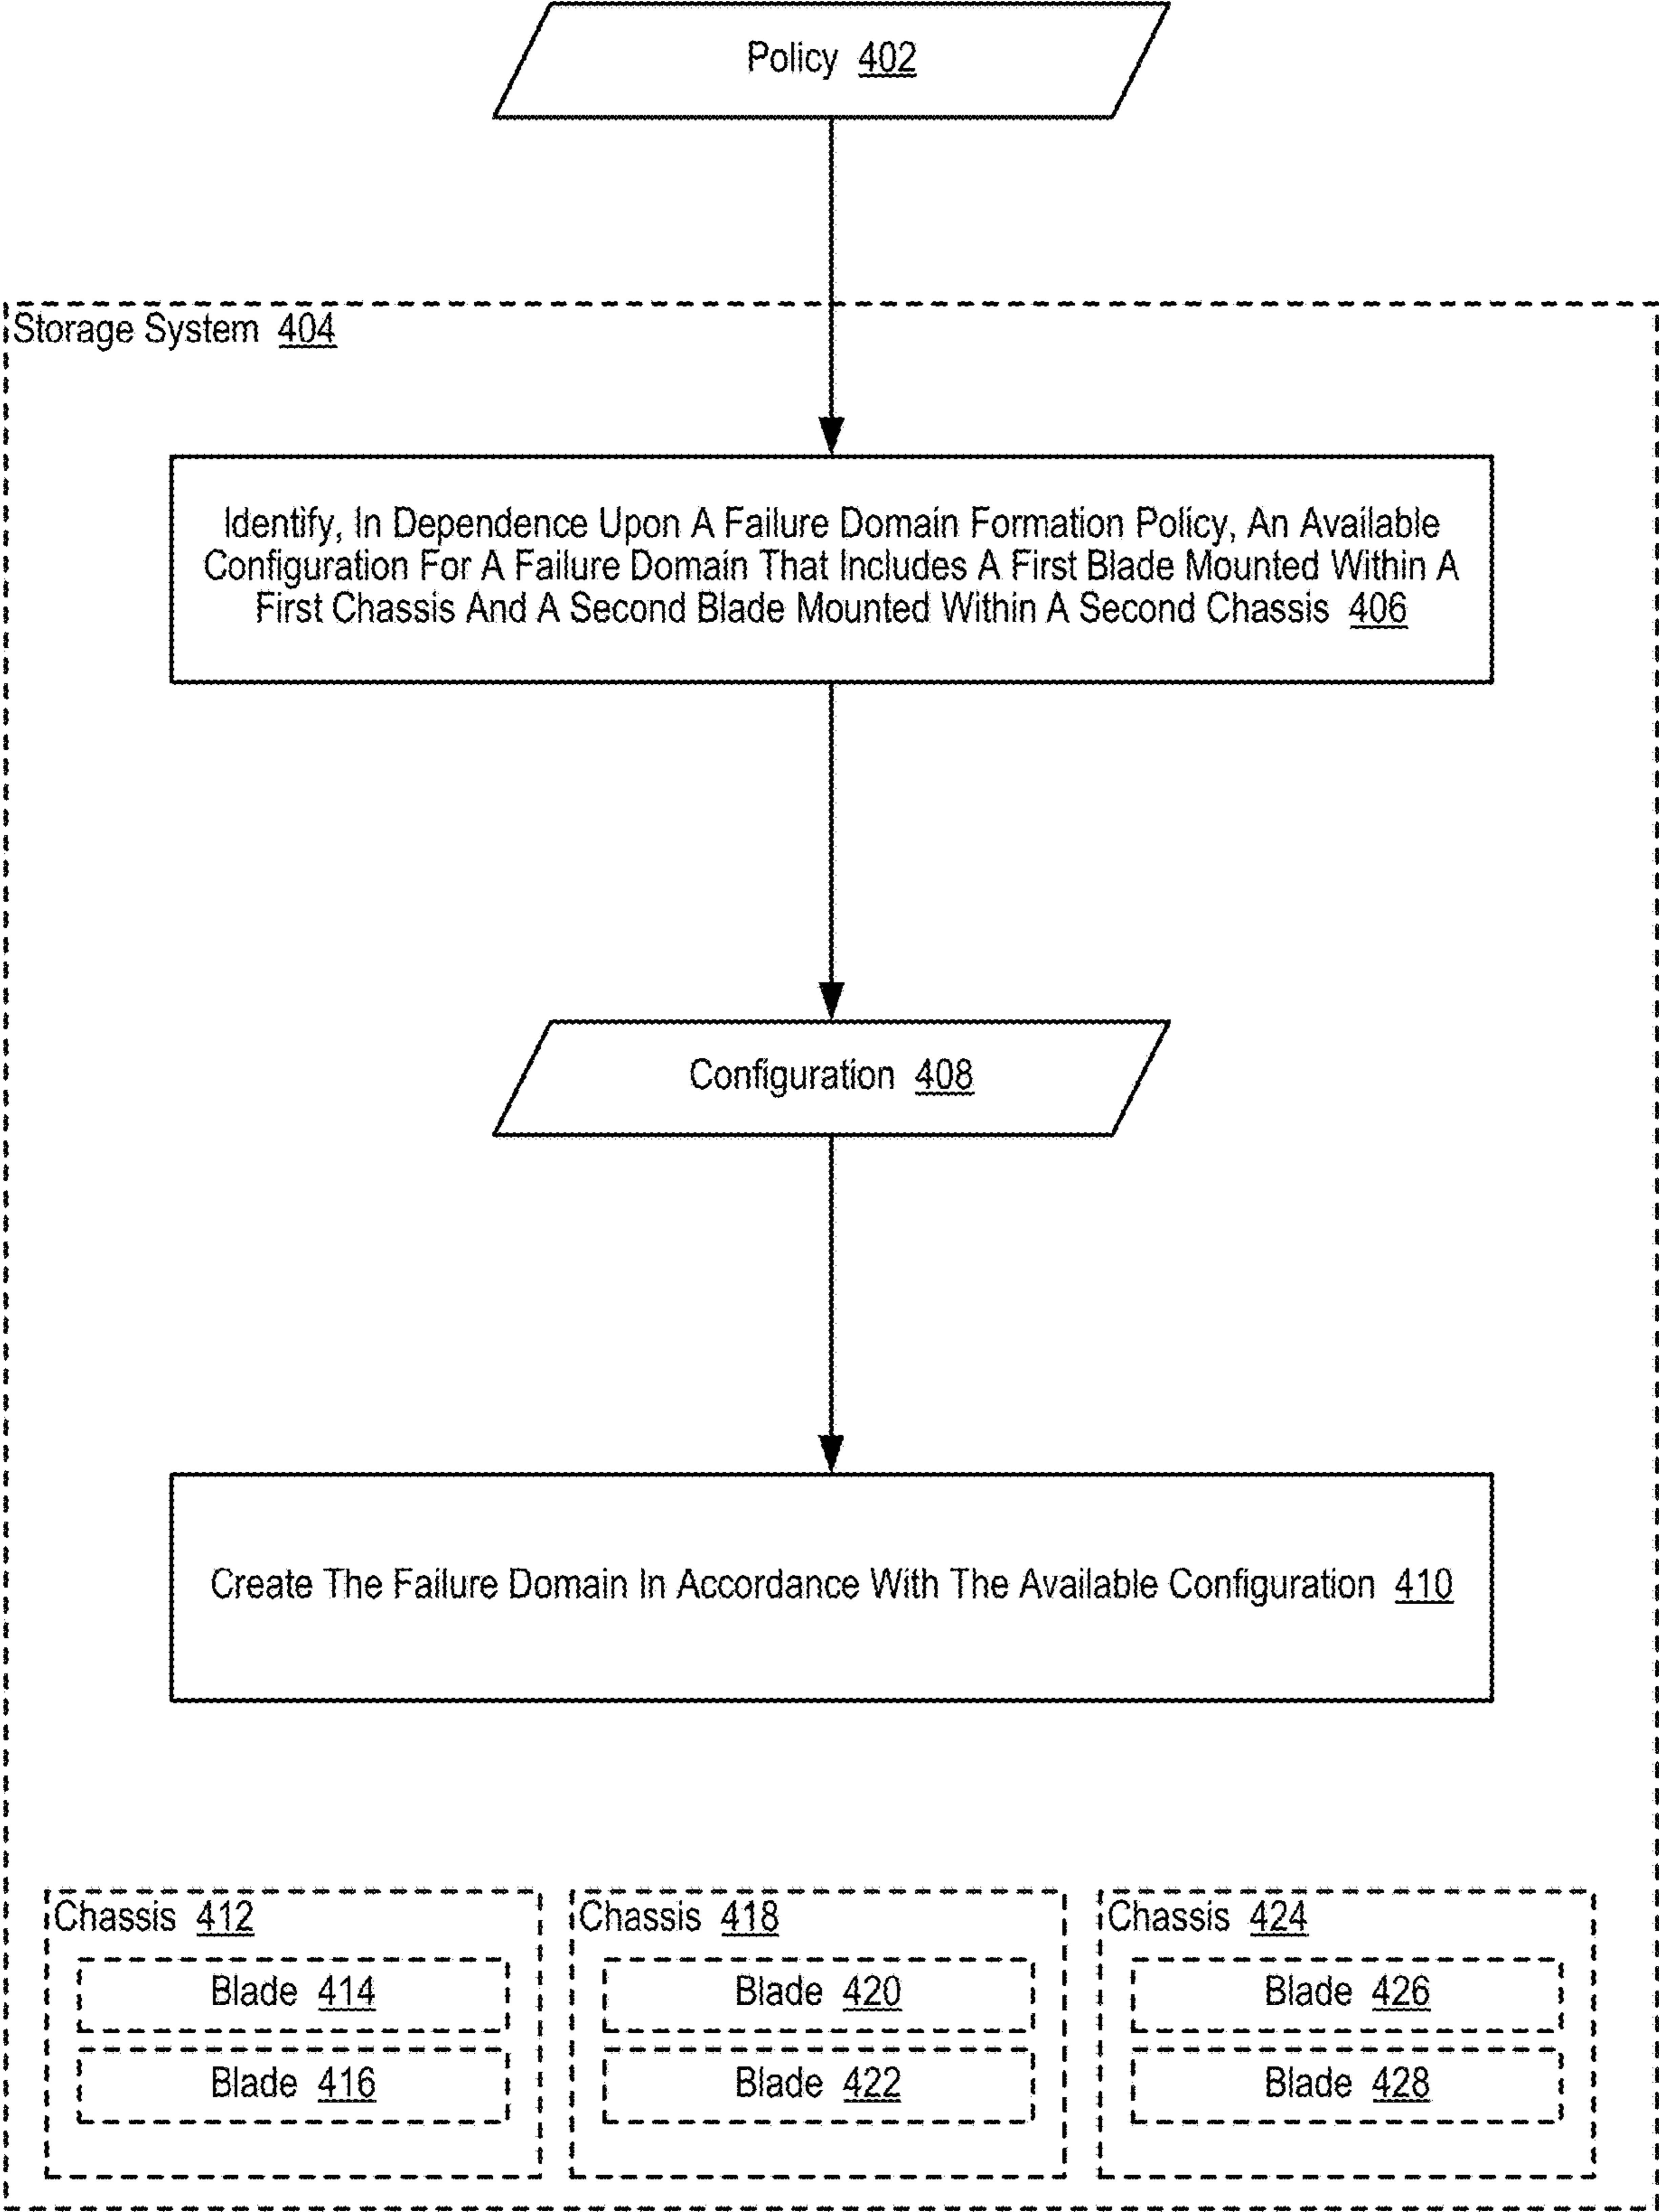 Policy 402
Storage System 404
Identify, In Dependence Upon A Failure Domain Formation Policy, An Available
Configuration For A Failure Domain That Includes A First Blade Mounted Within A
First Chassis And A Second Blade Mounted Within A Second Chassis 406
Configuration 408
Create The Failure Domain In Accordance With The Available Configuration 410
Chassis 412
Blade 414
Blade 416
Chassis 418
Blade 420
Blade 422
Chassis 424
Blade 426
Blade 428